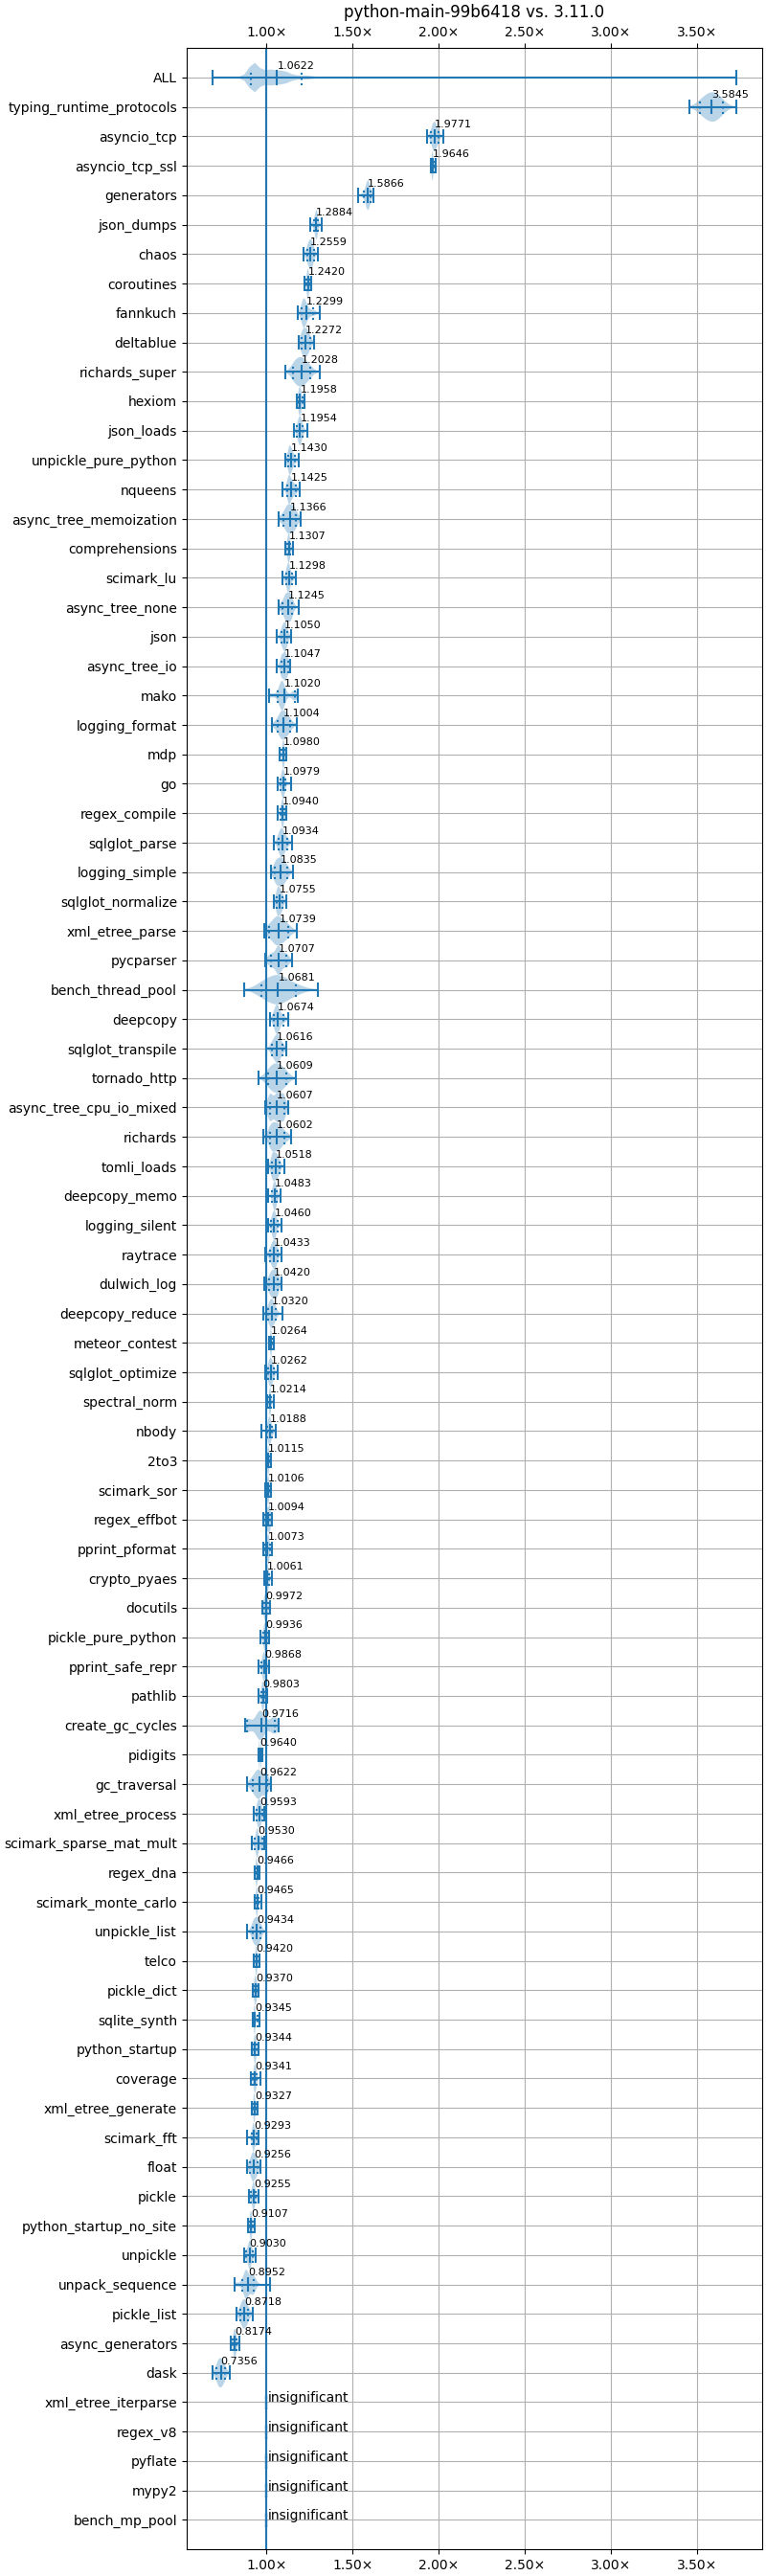 python-main-99b6418 vs. 3.11.0
1.00× 1.50× 2.00× 2.50× 3.00× 3.50×
ALL 1.0622
typing_runtime_protocols 3.5845
asyncio_tcp 1.9771
asyncio_tcp_ssl 1.9646
generators 1.5866
json_dumps 1.2884
chaos 1.2559
coroutines 1.2420
fannkuch 1.2299
deltablue 1.2272
richards_super 1.2028
hexiom 1.1958
json_loads 1.1954
unpickle_pure_python 1.1430
nqueens 1.1425
async_tree_memoization 1.1366
comprehensions 1.1307
scimark_lu 1.1298
async_tree_none 1.1245
json 1.1050
async_tree_io 1.1047
mako 1.1020
logging_format 1.1004
mdp 1.0980
go 1.0979
regex_compile 1.0940
sqlglot_parse 1.0934
logging_simple 1.0835
sqlglot_normalize 1.0755
xml_etree_parse 1.0739
pycparser 1.0707
bench_thread_pool 1.0681
deepcopy 1.0674
sqlglot_transpile 1.0616
tornado_http 1.0609
async_tree_cpu_io_mixed 1.0607
richards 1.0602
tomli_loads 1.0518
deepcopy_memo 1.0483
logging_silent 1.0460
raytrace 1.0433
dulwich_log 1.0420
deepcopy_reduce 1.0320
meteor_contest 1.0264
sqlglot_optimize 1.0262
spectral_norm 1.0214
nbody 1.0188
2to3 1.0115
scimark_sor 1.0106
regex_effbot 1.0094
pprint_pformat 1.0073
crypto_pyaes 1.0061
docutils 0.9972
pickle_pure_python 0.9936
pprint_safe_repr 0.9868
pathlib 0.9803
create_gc_cycles 0.9716
pidigits 0.9640
gc_traversal 0.9622
xml_etree_process 0.9593
scimark_sparse_mat_mult 0.9530
regex_dna 0.9466
scimark_monte_carlo 0.9465
unpickle_list 0.9434
telco 0.9420
pickle_dict 0.9370
sqlite_synth 0.9345
python_startup 0.9344
coverage 0.9341
xml_etree_generate 0.9327
scimark_fft 0.9293
float 0.9256
pickle 0.9255
python_startup_no_site 0.9107
unpickle 0.9030
unpack_sequence 0.8952
pickle_list 0.8718
async_generators 0.8174
dask 0.7356
xml_etree_iterparse insignificant
regex_v8 insignificant
pyflate insignificant
mypy2 insignificant
bench_mp_pool insignificant
1.00× 1.50× 2.00× 2.50× 3.00× 3.50×